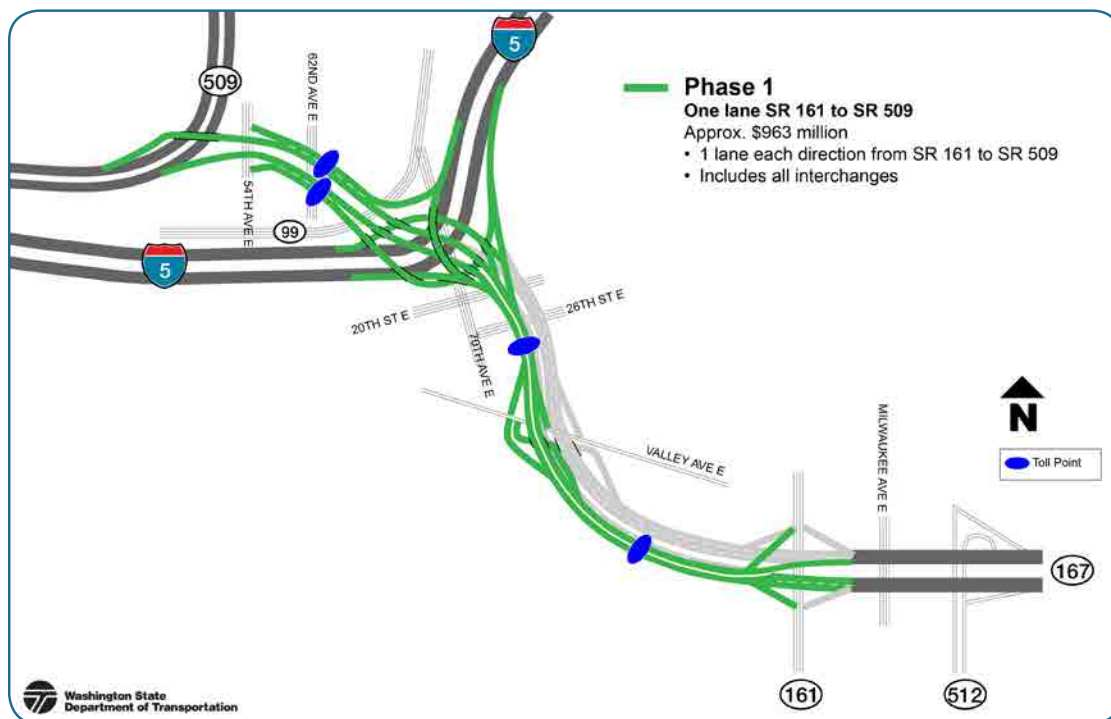 5
509
62ND AVE E
Phase 1
One lane SR 161 to SR 509
Approx. $963 million
• 1 lane each direction from SR 161 to SR 509
• Includes all interchanges
54TH AVE E
99
5
20TH ST E
26TH ST E
70TH AVE E
N
Toll Point
VALLEY AVE E
MILWAUKEE AVE E
167
161
512
Washington State
Department of Transportation